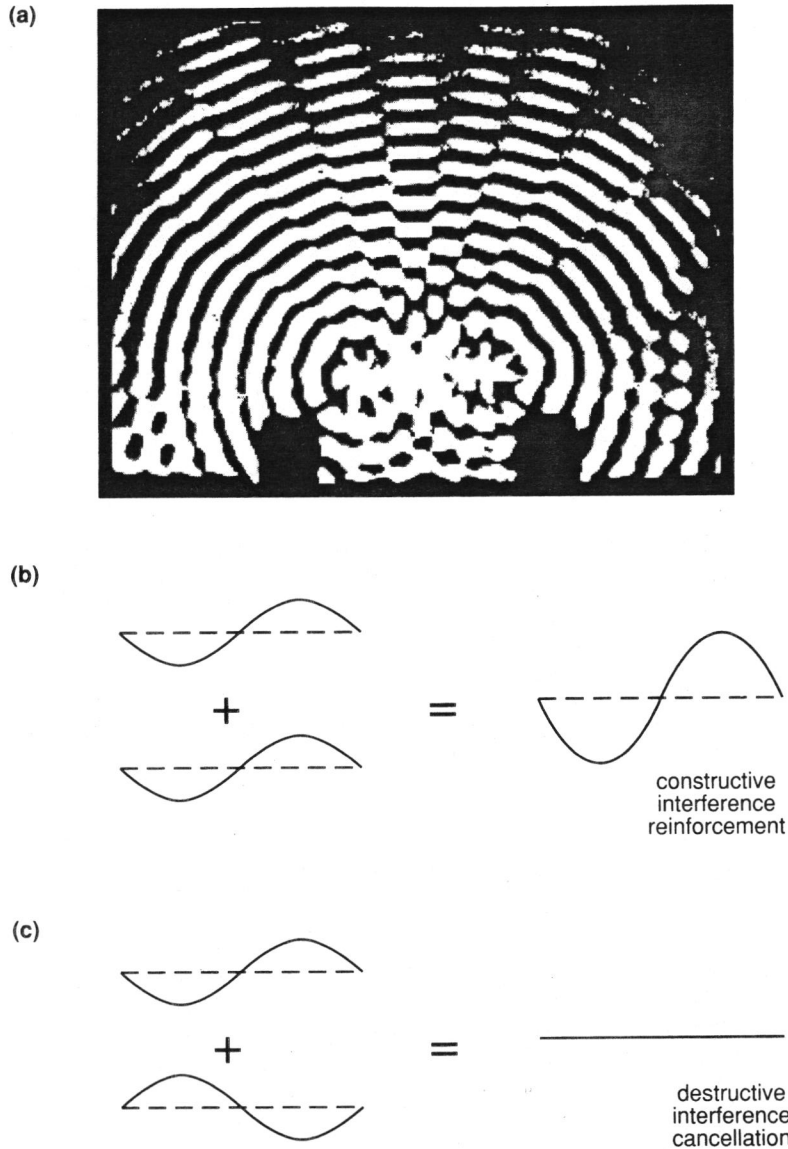 (a)
(b)
+
=
constructive
interference
reinforcement
(c)
+
=
destructive
interference
cancellation